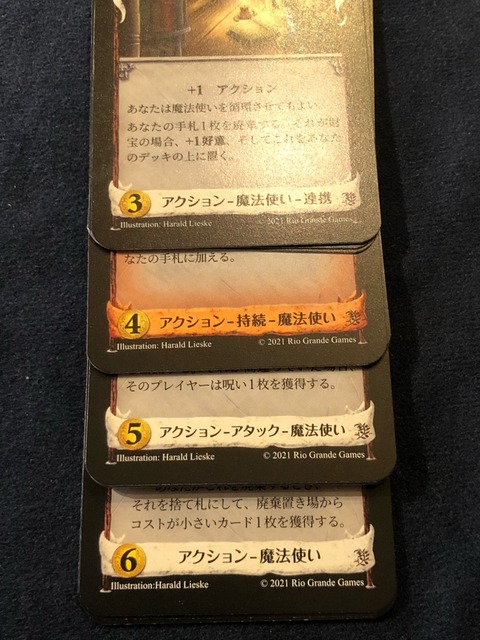 +1 アクション
あなたは魔法使いを循環させてもよい。
あなたの手札1枚を廃棄する。それが財
宝の場合、+1好意、そしてこれをあなた
のデッキの上に置く。
3 アクション-魔法使い-連携
Illustration: Harald Lieske © 2021 Rio Grande Games
なたの手札に加える。
4 アクション-持続-魔法使い
Illustration: Harald Lieske © 2021 Rio Grande Games
そのプレイヤーは呪い1枚を獲得する。
5 アクション-アタック-魔法使い
Illustration: Harald Lieske © 2021 Rio Grande Games
それを捨て札にして、廃棄置き場から
コストが小さいカード1枚を獲得する。
6 アクション-魔法使い
Illustration:Harald Lieske © 2021 Rio Grande Games